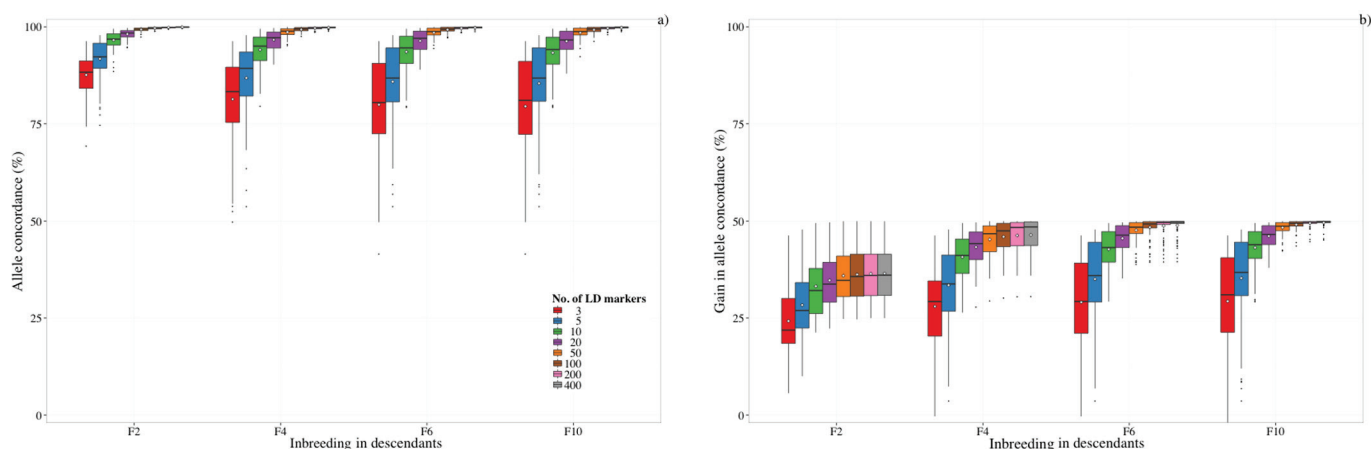 a)
Allele concordance (%)
100
75
50
25
0
No. of LD markers
3
5
10
20
50
100
200
400
F2 F4 F6 F10
Inbreeding in descendants
b)
Gain in allele concordance (%)
100
75
50
25
0
F2 F4 F6 F10
Inbreeding in descendants